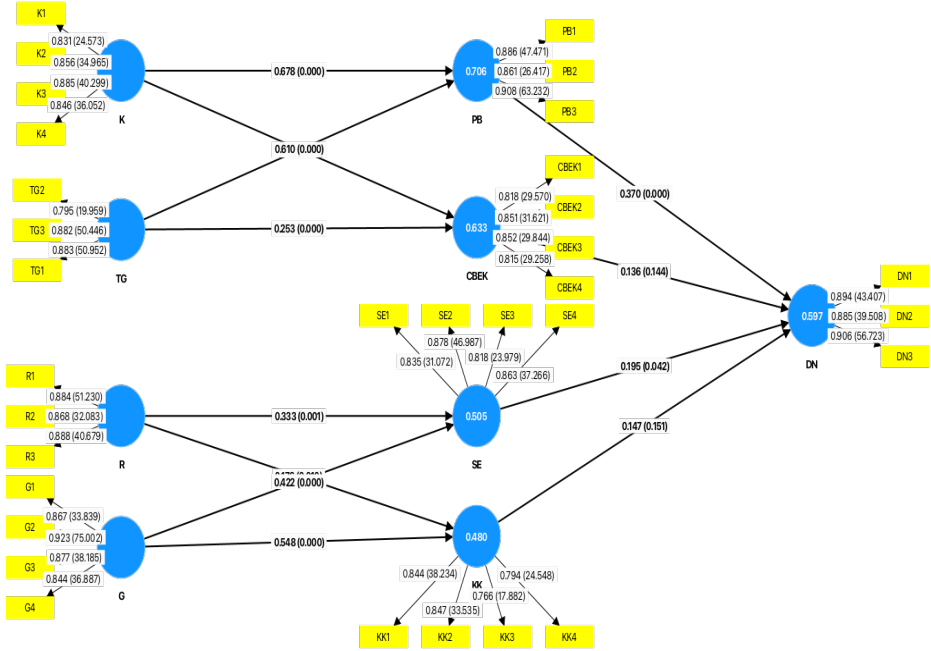 K1
0.831 (24.573)
K2
0.856 (34.965)
0.885 (40.299)
K3
0.846 (36.052)
K4
K
TG2
0.795 (19.959)
TG3
0.882 (50.446)
0.883 (50.952)
TG1
TG
0.678 (0.000)
0.610 (0.000)
0.253 (0.000)
PB1
0.886 (47.471)
0.706
0.861 (26.417)
PB2
0.908 (63.232)
PB3
PB
CBEK1
0.818 (29.570)
CBEK2
0.851 (31.621)
0.633
0.852 (29.844)
CBEK3
0.815 (29.258)
CBEK4
CBEK
0.370 (0.000)
0.136 (0.144)
0.195 (0.042)
0.147 (0.151)
DN1
0.894 (43.407)
0.597
0.885 (39.508)
DN2
0.906 (56.723)
DN3
DN
SE1
SE2
SE3
SE4
0.878 (46.987)
0.818 (23.979)
0.835 (31.072)
0.863 (37.266)
0.505
SE
R1
0.884 (51.230)
R2
0.868 (32.083)
0.888 (40.679)
R3
R
G1
0.867 (33.839)
G2
0.923 (75.002)
0.877 (38.185)
G3
0.844 (36.887)
G4
G
0.333 (0.001)
0.422 (0.000)
0.548 (0.000)
0.480
KK
0.844 (38.234)
0.794 (24.548)
0.766 (17.882)
0.847 (33.535)
KK1
KK2
KK3
KK4